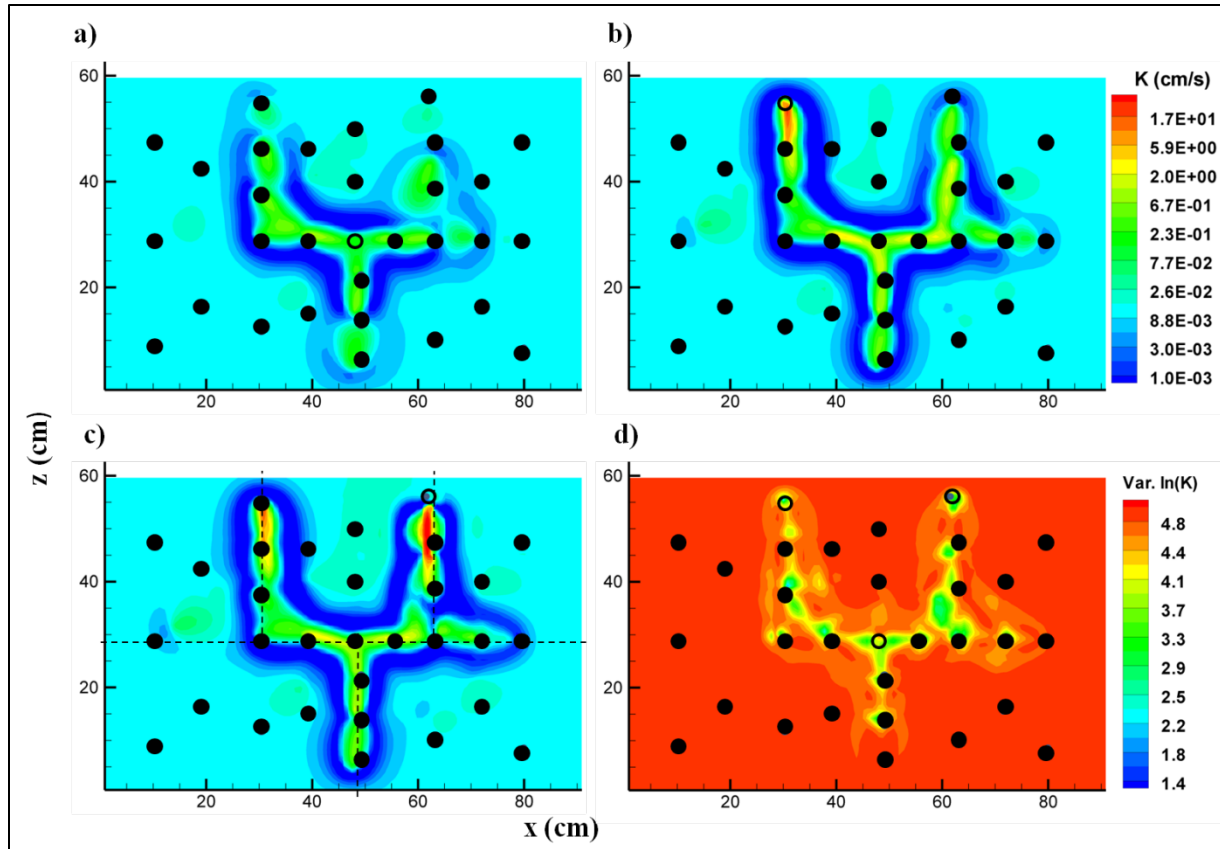 a)
b)
60
40
20
20
40
60
80
60
40
20
20
40
60
80
K (cm/s)
1.7E+01
5.9E+00
2.0E+00
6.7E-01
2.3E-01
7.7E-02
2.6E-02
8.8E-03
3.0E-03
1.0E-03
z (cm)
c)
d)
60
40
20
20
40
60
80
60
40
20
20
40
60
80
Var. ln(K)
4.8
4.4
4.1
3.7
3.3
2.9
2.5
2.2
1.8
1.4
x (cm)